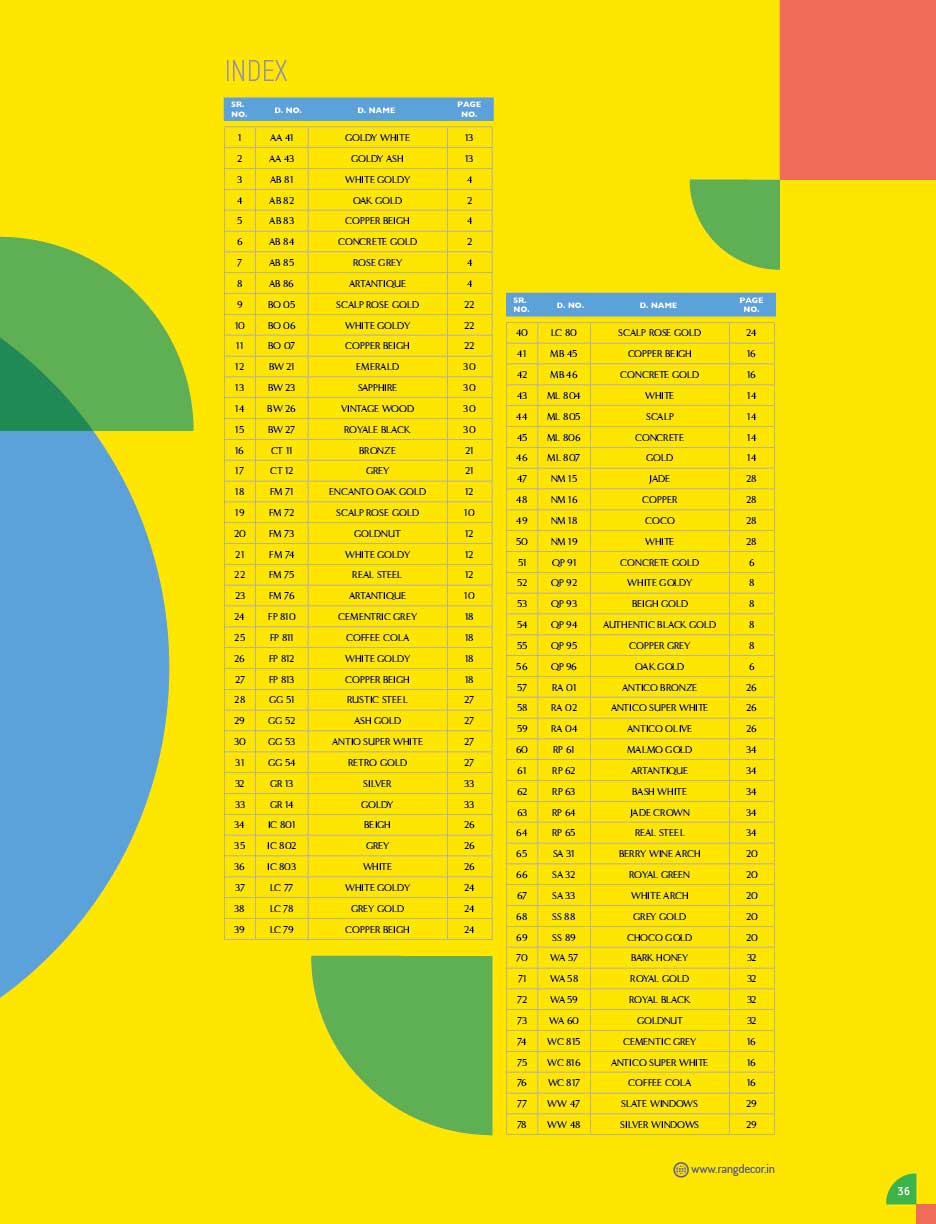 INDEX
SR. NO. D. NO. D. NAME PAGE NO.
1 AA 41 GOLDY WHITE 13
2 AA 43 GOLDY ASH 13
3 AB 81 WHITE GOLDY 4
4 AB 82 OAK GOLD 2
5 AB 83 COPPER BEIGH 4
6 AB 84 CONCRETE GOLD 2
7 AB 85 ROSE GREY 4
8 AB 86 ARTANTIQUE 4
9 BO 05 SCALP ROSE GOLD 22
10 BO 06 WHITE GOLDY 22
11 BO 07 COPPER BEIGH 22
12 BW 21 EMERALD 30
13 BW 23 SAPPHIRE 30
14 BW 26 VINTAGE WOOD 30
15 BW 27 ROYALE BLACK 30
16 CT 11 BRONZE 21
17 CT 12 GREY 21
18 FM 71 ENCANTO OAK GOLD 12
19 FM 72 SCALP ROSE GOLD 10
20 FM 73 GOLDNUT 12
21 FM 74 WHITE GOLDY 12
22 FM 75 REAL STEEL 12
23 FM 76 ARTANTIQUE 10
24 FP 810 CEMENTRIC GREY 18
25 FP 811 COFFEE COLA 18
26 FP 812 WHITE GOLDY 18
27 FP 813 COPPER BEIGH 18
28 GG 51 RUSTIC STEEL 27
29 GG 52 ASH GOLD 27
30 GG 53 ANTIO SUPER WHITE 27
31 GG 54 RETRO GOLD 27
32 GR 13 SILVER 33
33 GR 14 GOLDY 33
34 IC 801 BEIGH 26
35 IC 802 GREY 26
36 IC 803 WHITE 26
37 LC 77 WHITE GOLDY 24
38 LC 78 GREY GOLD 24
39 LC 79 COPPER BEIGH 24
SR. NO. D. NO. D. NAME PAGE NO.
40 LC 80 SCALP ROSE GOLD 24
41 MB 45 COPPER BEIGH 16
42 MB 46 CONCRETE GOLD 16
43 ML 804 WHITE 14
44 ML 805 SCALP 14
45 ML 806 CONCRETE 14
46 ML 807 GOLD 14
47 NM 15 JADE 28
48 NM 16 COPPER 28
49 NM 18 COCO 28
50 NM 19 WHITE 28
51 QP 91 CONCRETE GOLD 6
52 QP 92 WHITE GOLDY 8
53 QP 93 BEIGH GOLD 8
54 QP 94 AUTHENTIC BLACK GOLD 8
55 QP 95 COPPER GREY 8
56 QP 96 OAK GOLD 6
57 RA 01 ANTICO BRONZE 26
58 RA 02 ANTICO SUPER WHITE 26
59 RA 04 ANTICO OLIVE 26
60 RP 61 MALMO GOLD 34
61 RP 62 ARTANTIQUE 34
62 RP 63 BASH WHITE 34
63 RP 64 JADE CROWN 34
64 RP 65 REAL STEEL 34
65 SA 31 BERRY WINE ARCH 20
66 SA 32 ROYAL GREEN 20
67 SA 33 WHITE ARCH 20
68 SS 88 GREY GOLD 20
69 SS 89 CHOCO GOLD 20
70 WA 57 BARK HONEY 32
71 WA 58 ROYAL GOLD 32
72 WA 59 ROYAL BLACK 32
73 WA 60 GOLDNUT 32
74 WC 815 CEMENTIC GREY 16
75 WC 816 ANTICO SUPER WHITE 16
76 WC 817 COFFEE COLA 16
77 WW 47 SLATE WINDOWS 29
78 WW 48 SILVER WINDOWS 29
www.rangdecor.in
36